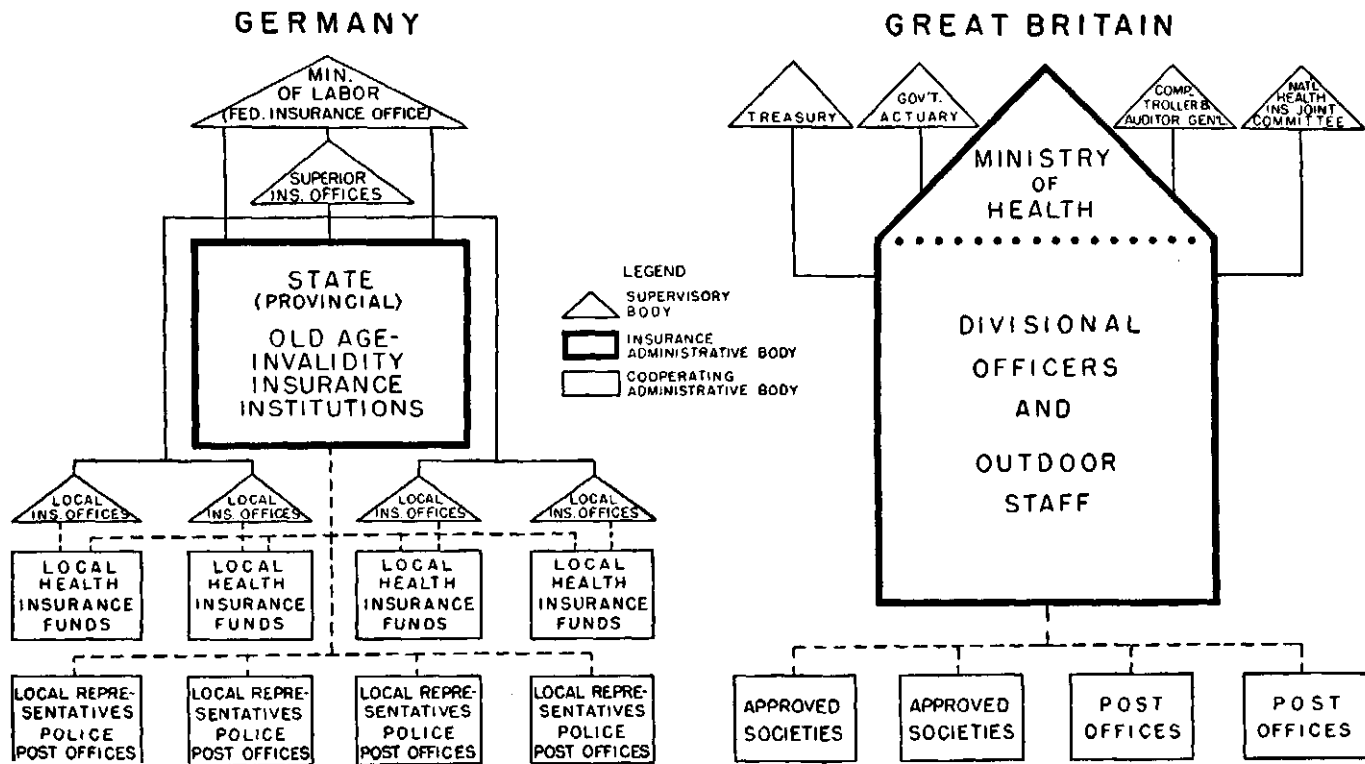 GERMANY
MIN.
OF LABOR
(FED. INSURANCE OFFICE)
SUPERIOR
INS. OFFICES
STATE
(PROVINCIAL)
OLD AGE-
INVALIDITY
INSURANCE
INSTITUTIONS
LOCAL
INS. OFFICES
LOCAL
INS. OFFICES
LOCAL
INS. OFFICES
LOCAL
INS. OFFICES
LOCAL
HEALTH
INSURANCE
FUNDS
LOCAL
HEALTH
INSURANCE
FUNDS
LOCAL
HEALTH
INSURANCE
FUNDS
LOCAL
HEALTH
INSURANCE
FUNDS
LOCAL REPRE-
SENTATIVES
POLICE
POST OFFICES
LOCAL REPRE-
SENTATIVES
POLICE
POST OFFICES
LOCAL REPRE-
SENTATIVES
POLICE
POST OFFICES
LOCAL REPRE-
SENTATIVES
POLICE
POST OFFICES
LEGEND
SUPERVISORY
BODY
INSURANCE
ADMINISTRATIVE BODY
COOPERATING
ADMINISTRATIVE BODY
GREAT BRITAIN
TREASURY
GOV'T.
ACTUARY
COMP-
TROLLER &
AUDITOR GEN'L
NAT'L
HEALTH
INS. JOINT
COMMITTEE
MINISTRY
OF
HEALTH
DIVISIONAL
OFFICERS
AND
OUTDOOR
STAFF
APPROVED
SOCIETIES
APPROVED
SOCIETIES
POST
OFFICES
POST
OFFICES